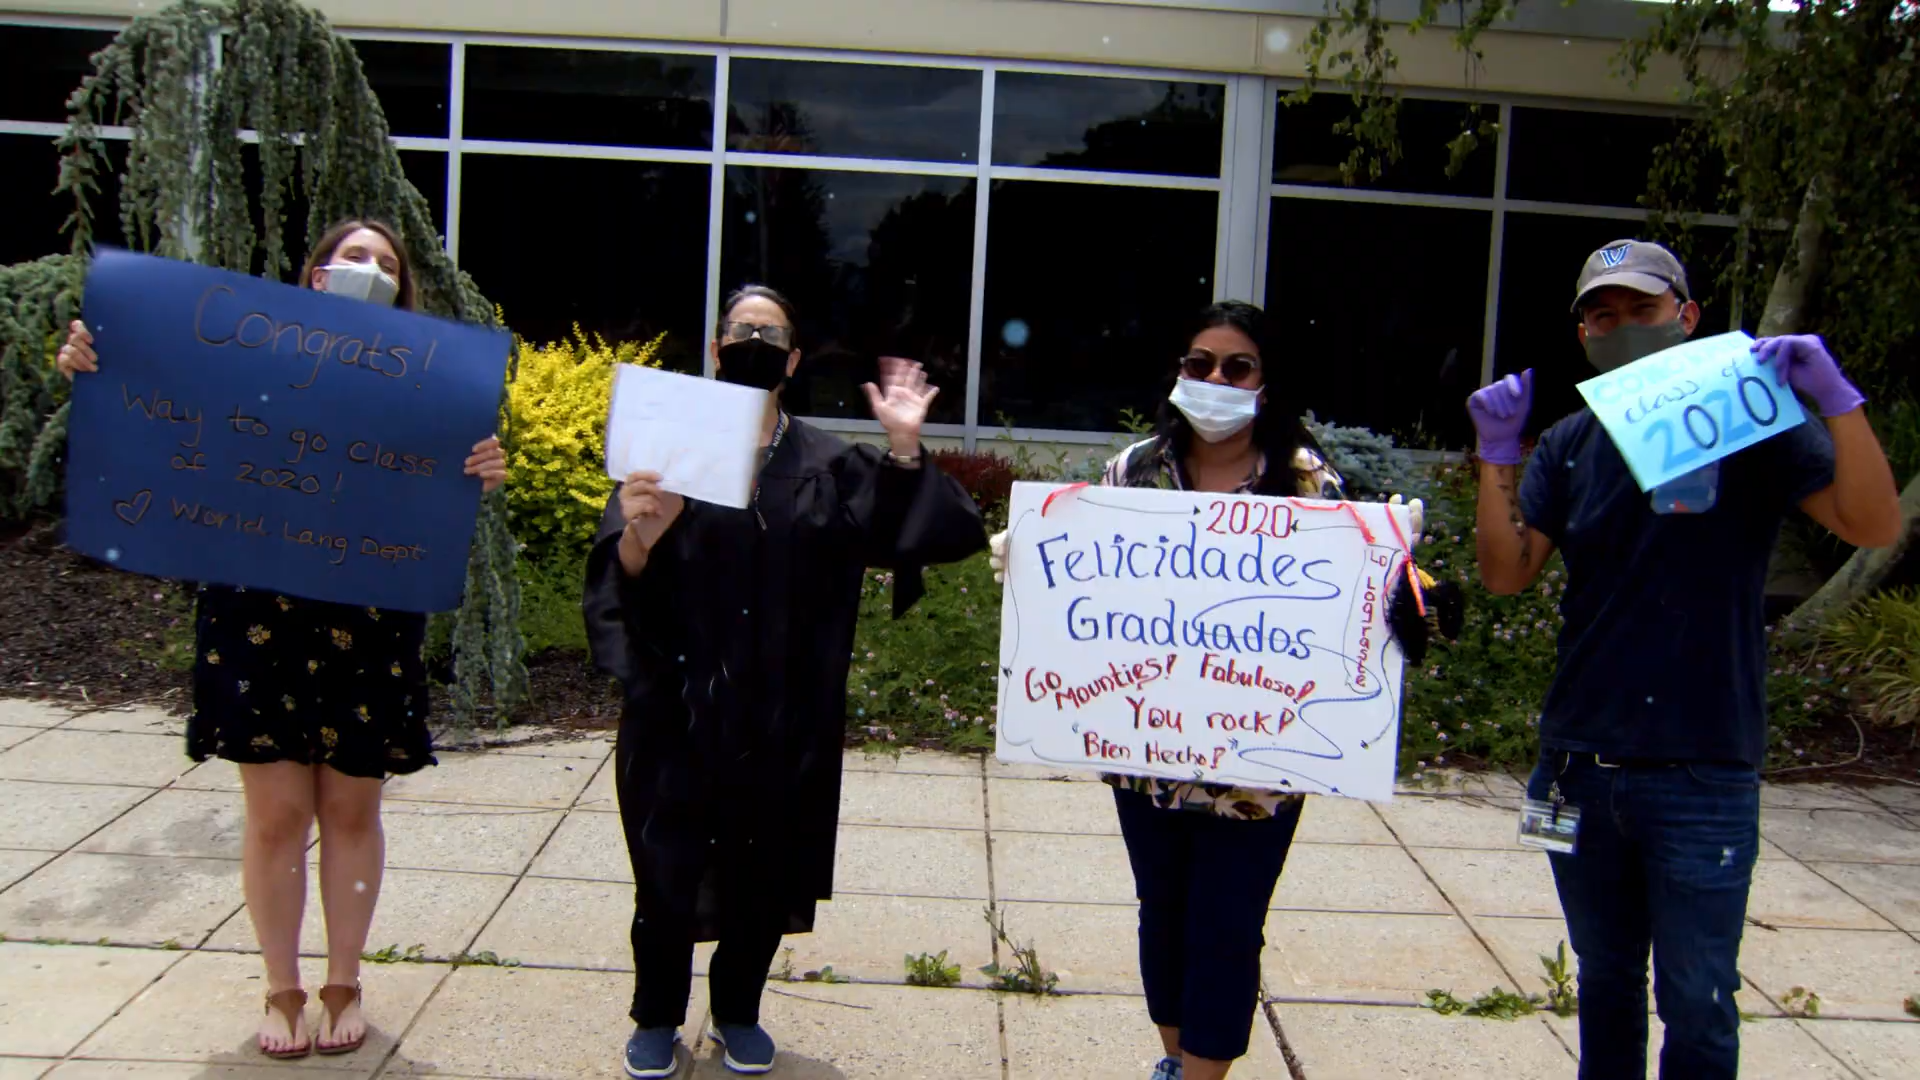 Congrats!
Way to go class
of 2020!
♡ World Lang Dept
2020
Felicidades
Graduados
Lo Lograste
Go Mounties! Fabuloso!
You rock!
"Bien Hecho!"
V
class of
2020